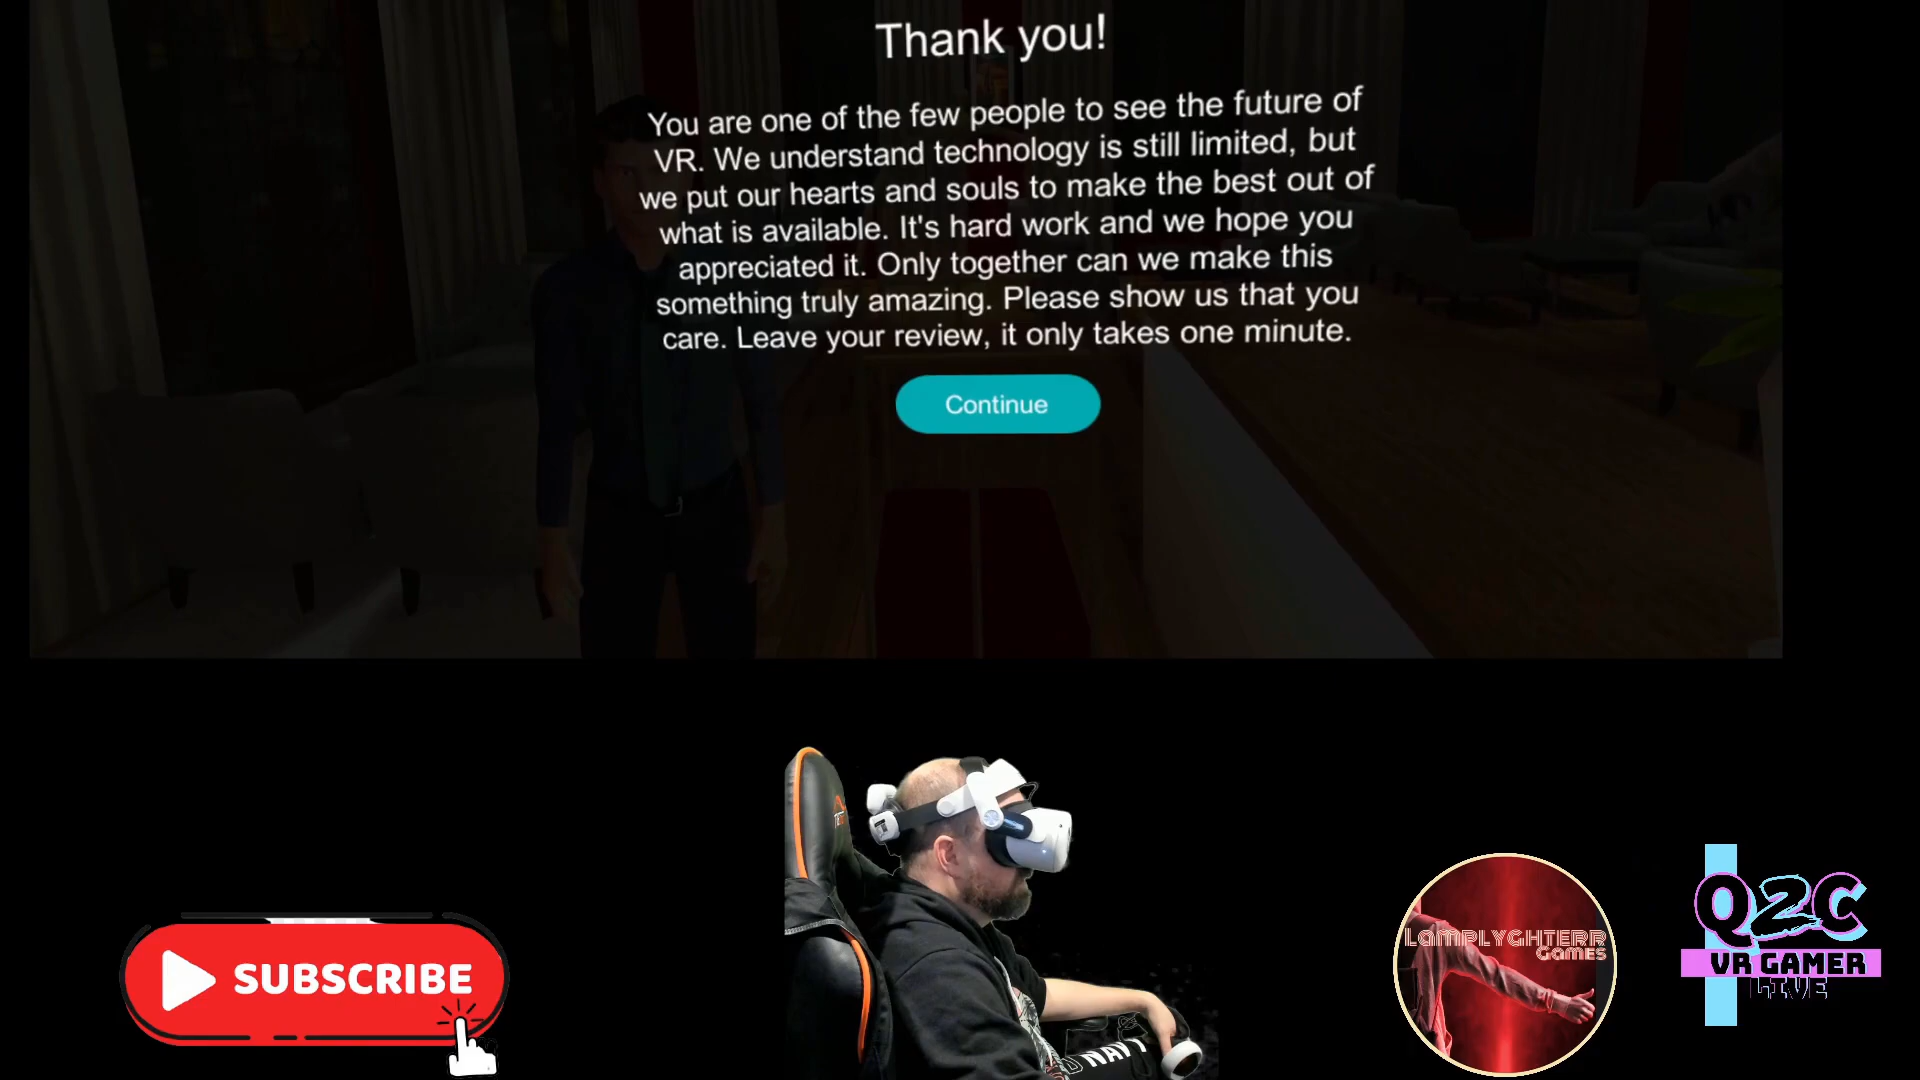 Thank you!
You are one of the few people to see the future of
VR. We understand technology is still limited, but
we put our hearts and souls to make the best out of
what is available. It's hard work and we hope you
appreciated it. Only together can we make this
something truly amazing. Please show us that you
care. Leave your review, it only takes one minute.
Continue
SUBSCRIBE
NAVY
LAMPLYGHTERR
Games
Q2C
VR GAMER
LIVE